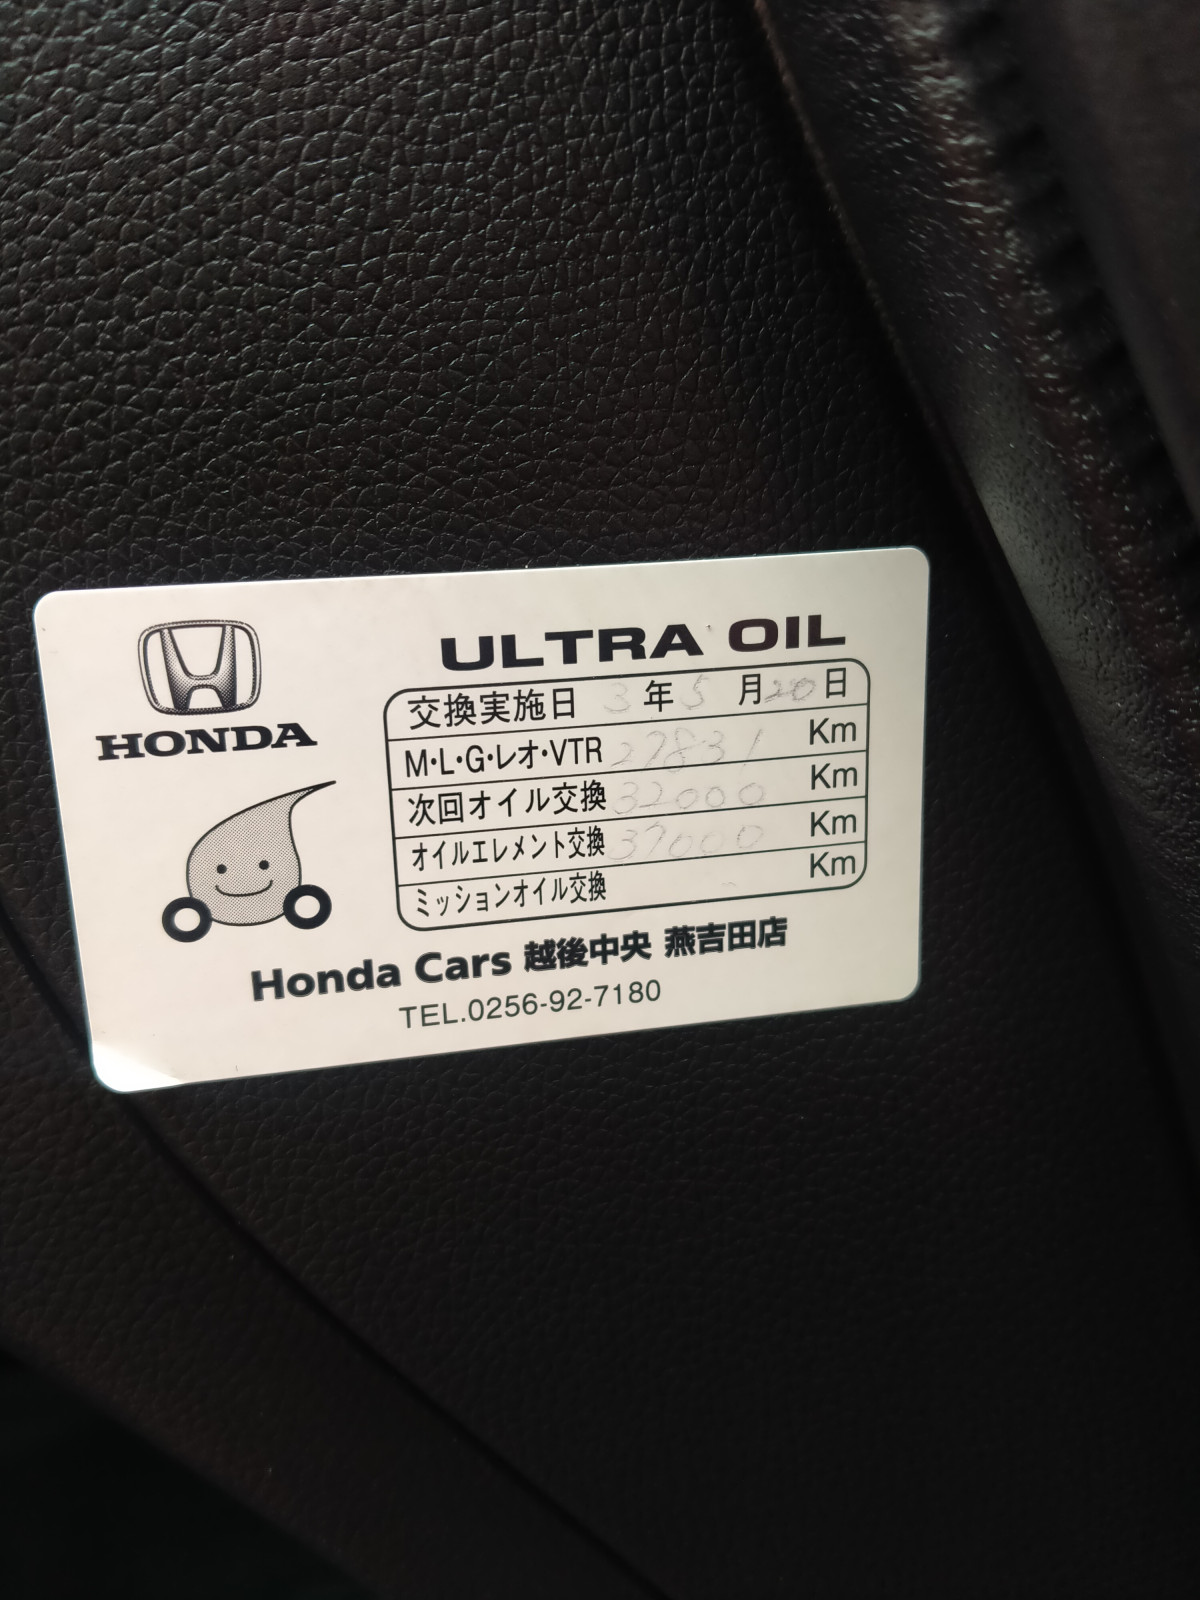 HONDA
ULTRA OIL
交換実施日 3年5月20日
M・L・G・レオ・VTR 27831 Km
次回オイル交換 32000 Km
オイルエレメント交換 37000 Km
ミッションオイル交換 Km
Honda Cars 越後中央 燕吉田店
TEL.0256-92-7180